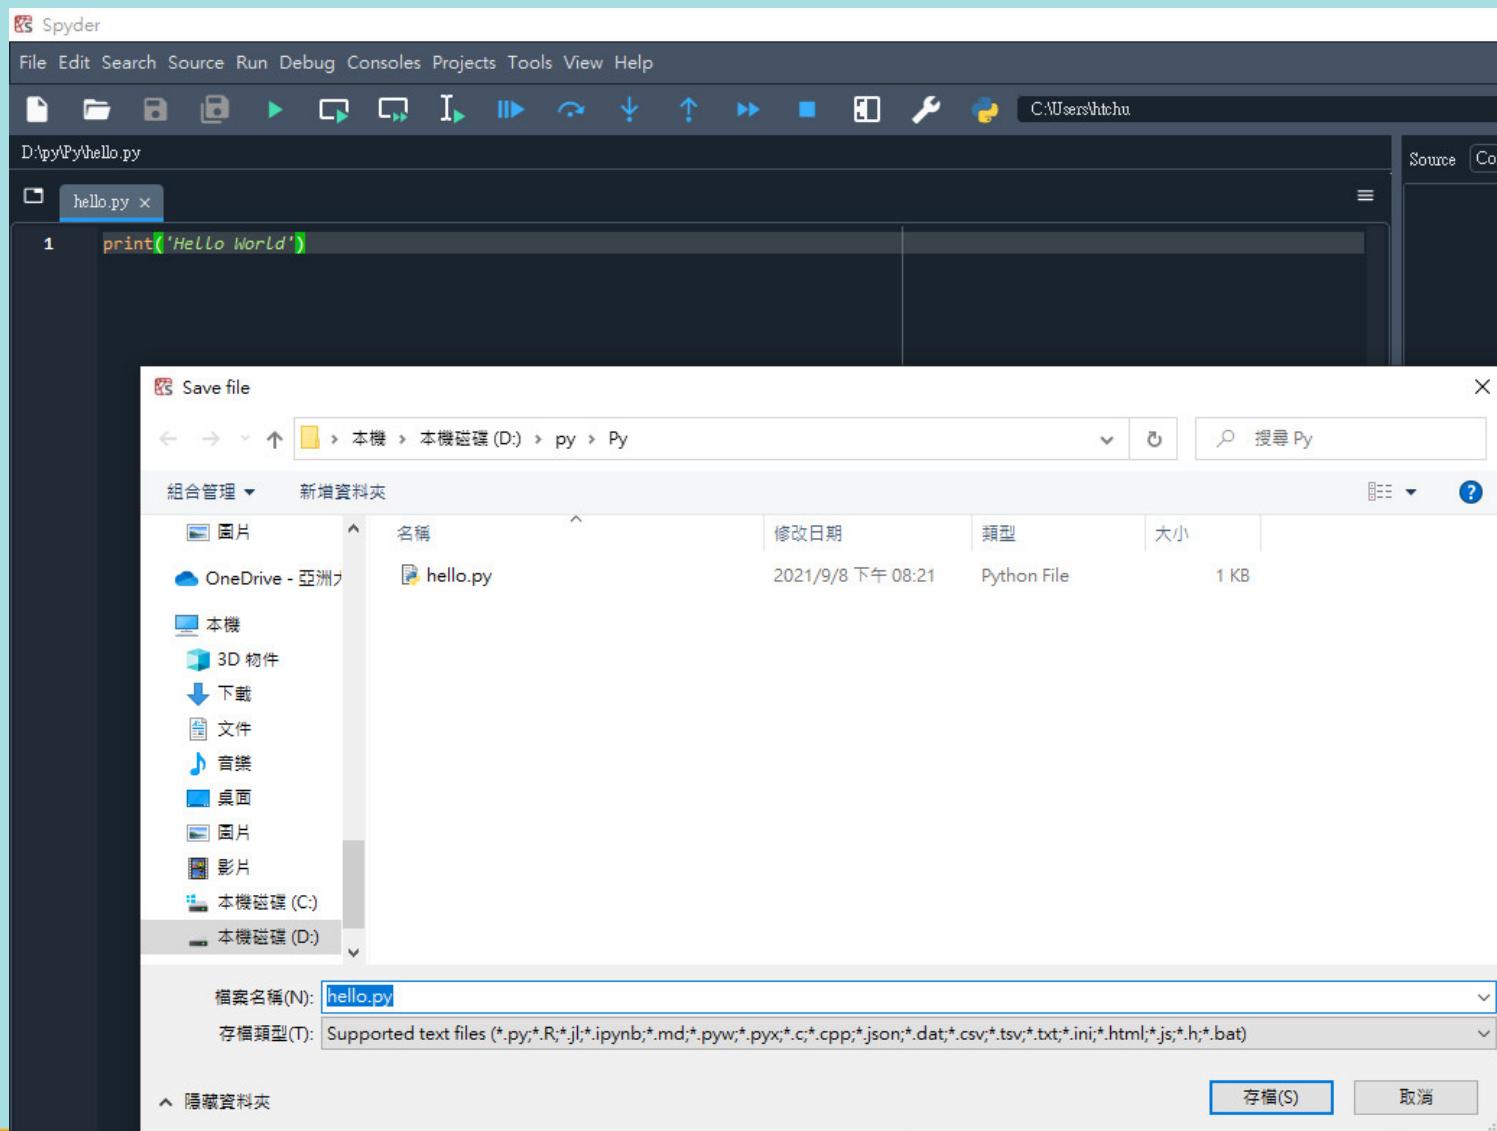 Spyder
File Edit Search Source Run Debug Consoles Projects Tools View Help
C:\Users\htchu
D:\py\Py\hello.py
Source Co
hello.py
1 print('Hello World')
Save file
本機 > 本機磁碟 (D:) > py > Py
搜尋 Py
組合管理 新增資料夾
圖片
名稱 修改日期 類型 大小
OneDrive - 亞洲
hello.py 2021/9/8 下午 08:21 Python File 1 KB
本機
3D 物件
下載
文件
音樂
桌面
圖片
影片
本機磁碟 (C:)
本機磁碟 (D:)
檔案名稱(N): hello.py
存檔類型(T): Supported text files (*.py;*.R;*.jl;*.ipynb;*.md;*.pyw;*.pyx;*.c;*.cpp;*.json;*.dat;*.csv;*.tsv;*.txt;*.ini;*.html;*.js;*.h;*.bat)
隱藏資料夾
存檔(S) 取消